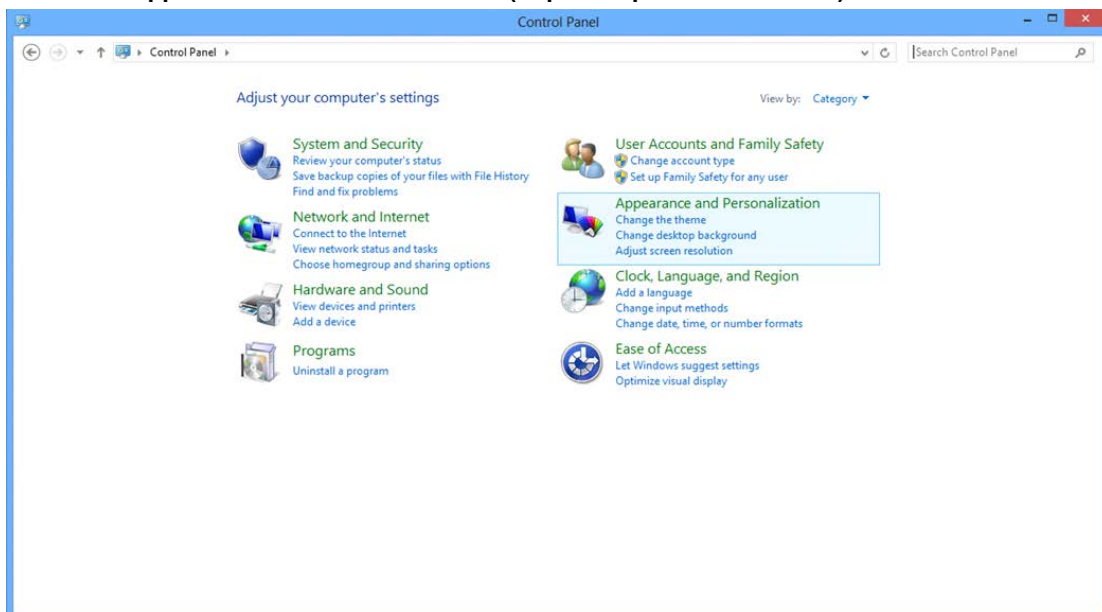 Control Panel
Control Panel
Search Control Panel
Adjust your computer's settings
View by: Category
System and Security
Review your computer's status
Save backup copies of your files with File History
Find and fix problems
Network and Internet
Connect to the Internet
View network status and tasks
Choose homegroup and sharing options
Hardware and Sound
View devices and printers
Add a device
Programs
Uninstall a program
User Accounts and Family Safety
Change account type
Set up Family Safety for any user
Appearance and Personalization
Change the theme
Change desktop background
Adjust screen resolution
Clock, Language, and Region
Add a language
Change input methods
Change date, time, or number formats
Ease of Access
Let Windows suggest settings
Optimize visual display